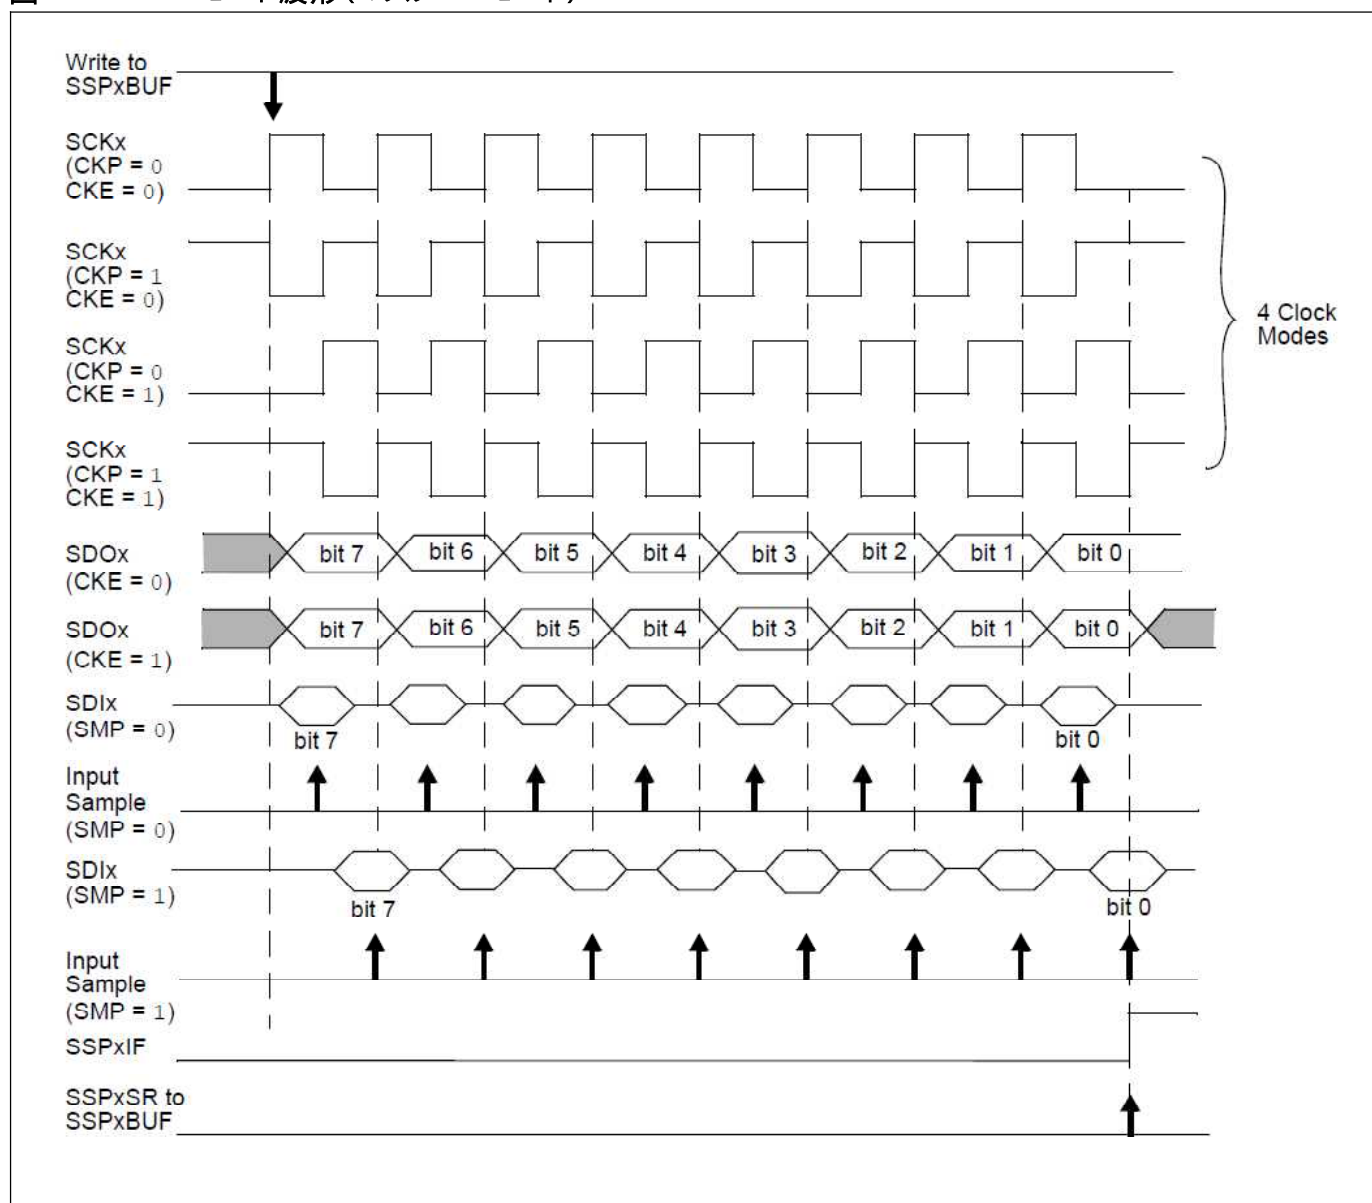 Write to
SSPxBUF
SCKx
(CKP = 0
CKE = 0)
SCKx
(CKP = 1
CKE = 0)
SCKx
(CKP = 0
CKE = 1)
SCKx
(CKP = 1
CKE = 1)
4 Clock
Modes
SDOx
(CKE = 0)
bit 7 bit 6 bit 5 bit 4 bit 3 bit 2 bit 1 bit 0
SDOx
(CKE = 1)
bit 7 bit 6 bit 5 bit 4 bit 3 bit 2 bit 1 bit 0
SDIx
(SMP = 0)
bit 7 bit 0
Input
Sample
(SMP = 0)
SDIx
(SMP = 1)
bit 7 bit 0
Input
Sample
(SMP = 1)
SSPxIF
SSPxSR to
SSPxBUF